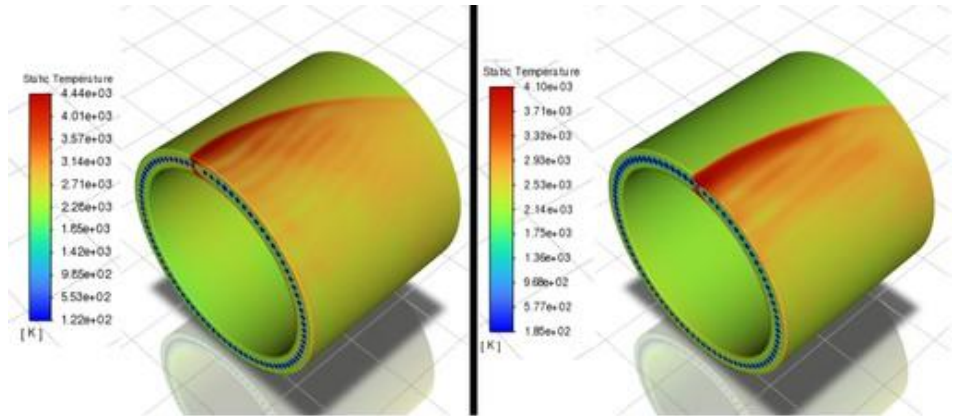 Static Temperature
4.44e+03
4.01e+03
3.57e+03
3.14e+03
2.71e+03
2.28e+03
1.85e+03
1.42e+03
9.85e+02
5.53e+02
1.22e+02
[ K ]
Static Temperature
4.10e+03
3.71e+03
3.32e+03
2.93e+03
2.53e+03
2.14e+03
1.75e+03
1.36e+03
9.68e+02
5.77e+02
1.85e+02
[ K ]